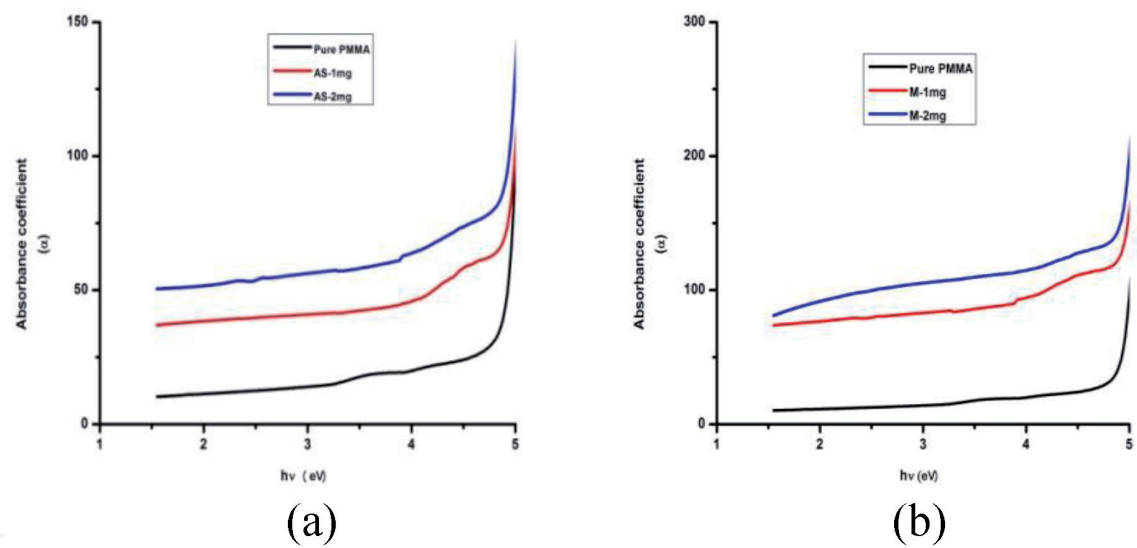 150
100
50
0
Absorbance coefficient
(α)
Pure PMMA
AS-1mg
AS-2mg
1 2 3 4 5
hν ( eV)
(a)
300
200
100
0
Absorbance coefficient
(α)
Pure PMMA
M-1mg
M-2mg
1 2 3 4 5
hν (eV)
(b)